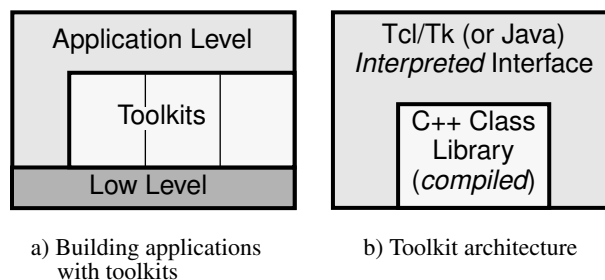 Application Level
Toolkits
Low Level
a) Building applications
with toolkits
Tcl/Tk (or Java)
Interpreted Interface
C++ Class
Library
(compiled)
b) Toolkit architecture